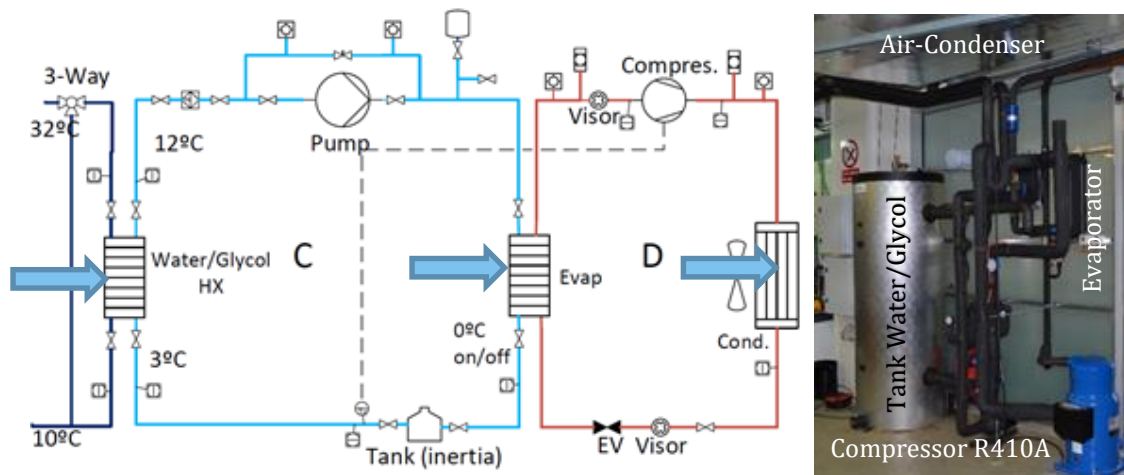 3-Way
32ºC
12ºC
Pump
Compres.
Visor
Water/Glycol
HX
C
Evap
D
3ºC
0ºC
on/off
Cond.
10ºC
Tank (inertia)
EV
Visor
Air-Condenser
Tank Water/Glycol
Evaporator
Compressor R410A